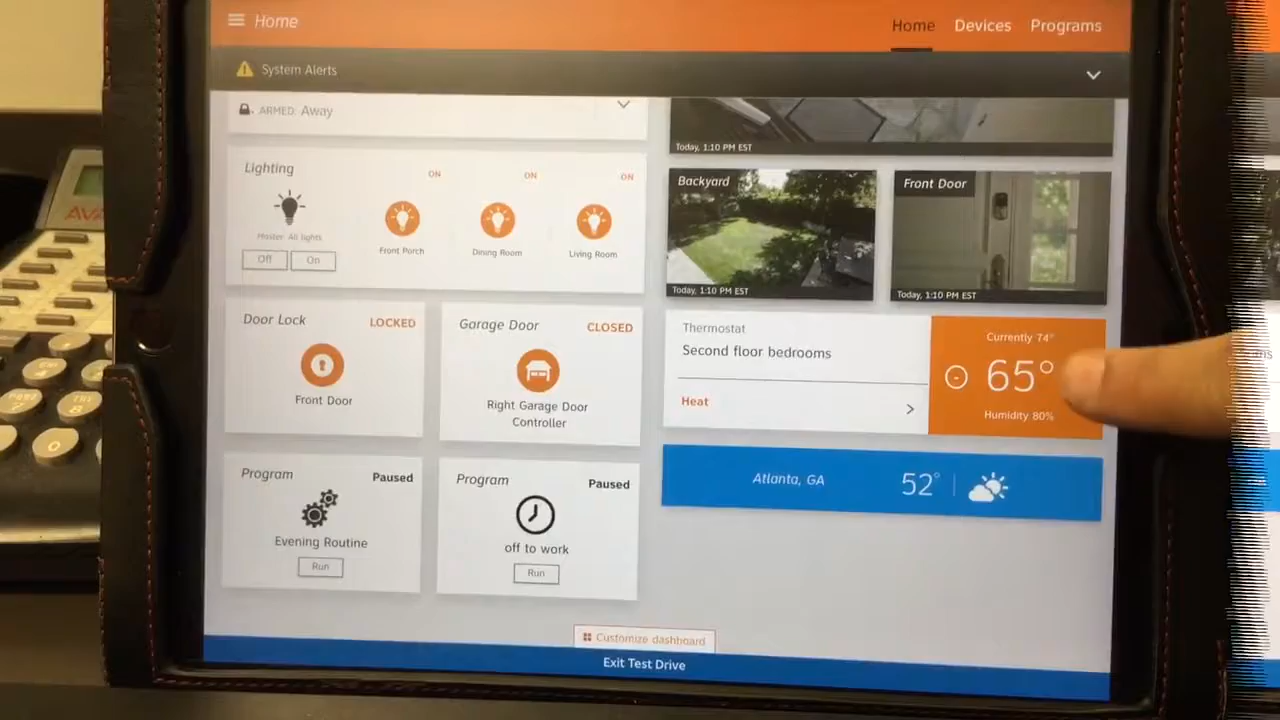 Home
Home Devices Programs
System Alerts
ARMED: Away
Today, 1:10 PM EST
Lighting
ON
ON
ON
Master: All lights
Off
On
Front Porch
Dining Room
Living Room
Backyard
Today, 1:10 PM EST
Front Door
Today, 1:10 PM EST
Door Lock
LOCKED
Front Door
Garage Door
CLOSED
Right Garage Door
Controller
Thermostat
Second floor bedrooms
Heat
Currently 74°
65°
Humidity 80%
Atlanta, GA
52°
Program
Paused
Evening Routine
Run
Program
Paused
off to work
Run
Customize dashboard
Exit Test Drive